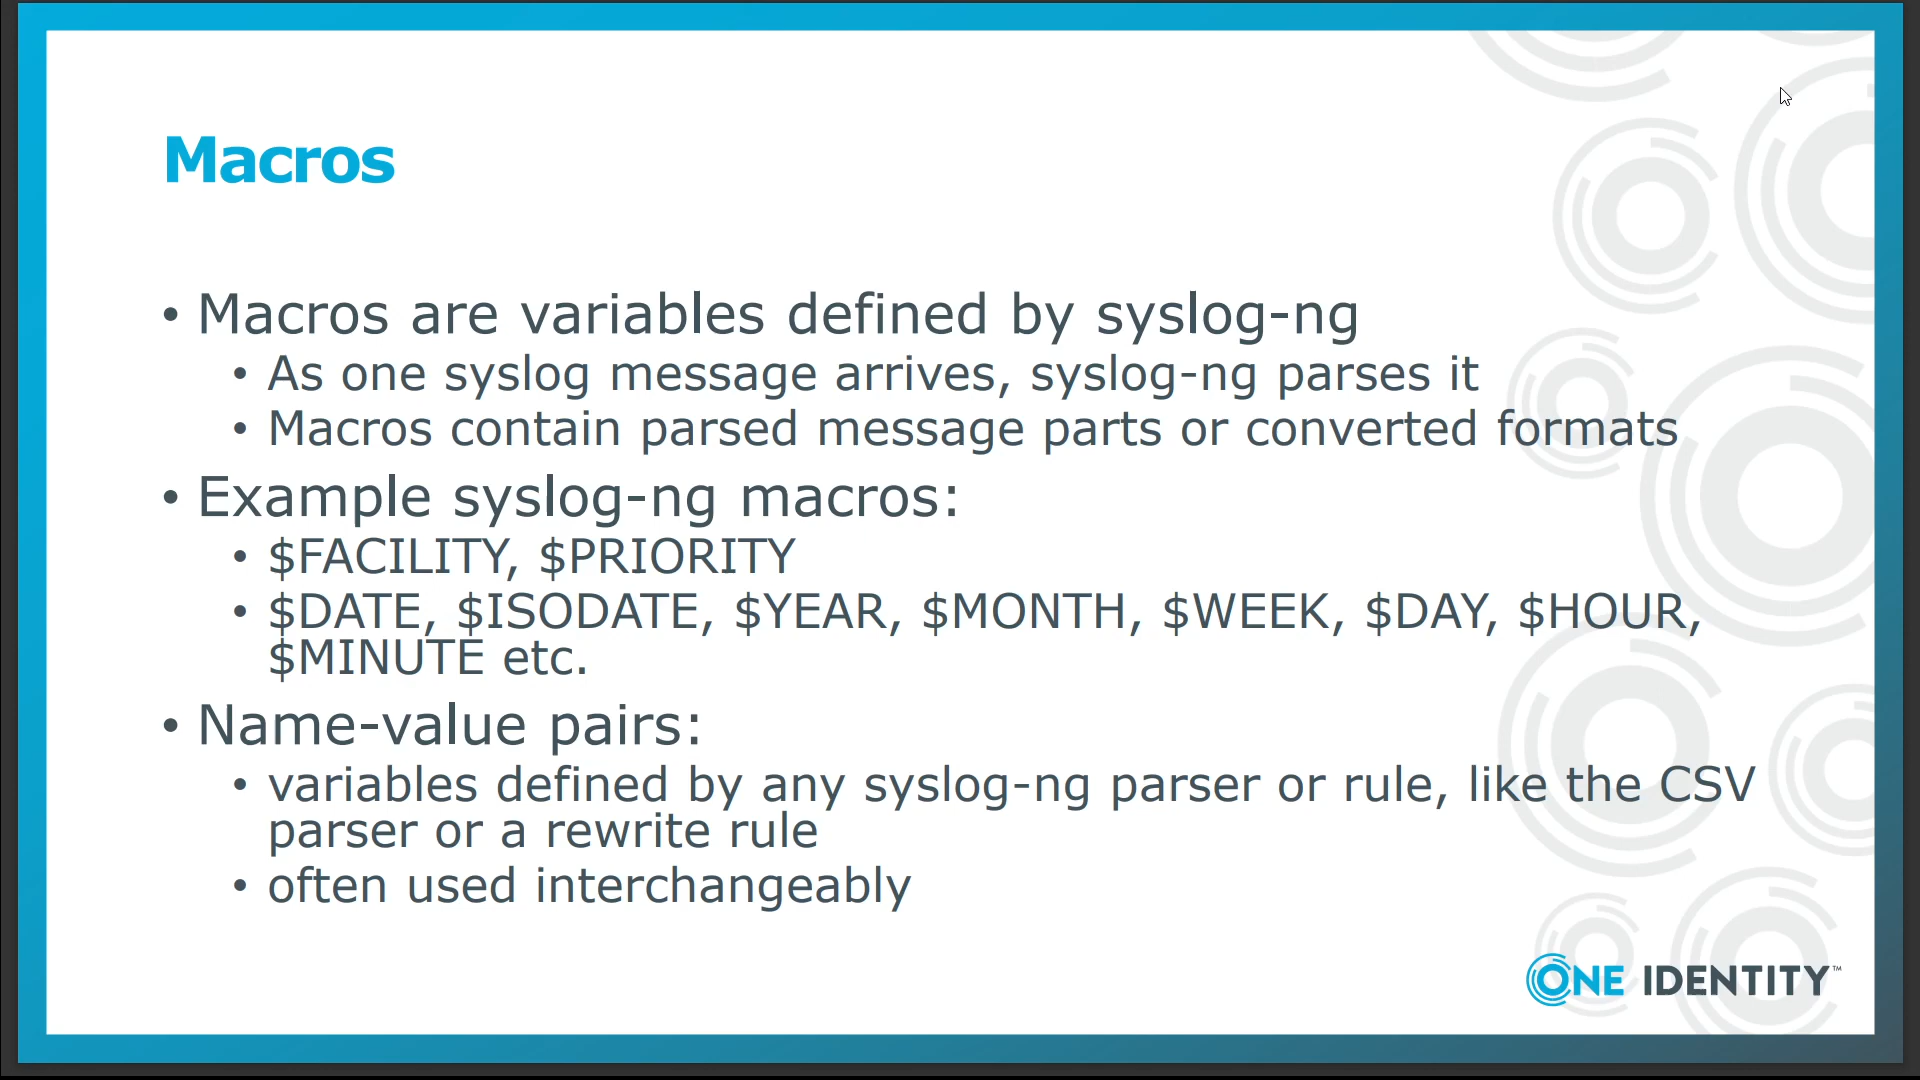 Macros
• Macros are variables defined by syslog-ng
• As one syslog message arrives, syslog-ng parses it
• Macros contain parsed message parts or converted formats
• Example syslog-ng macros:
• $FACILITY, $PRIORITY
• $DATE, $ISODATE, $YEAR, $MONTH, $WEEK, $DAY, $HOUR,
$MINUTE etc.
• Name-value pairs:
• variables defined by any syslog-ng parser or rule, like the CSV
parser or a rewrite rule
• often used interchangeably
ONE IDENTITY™